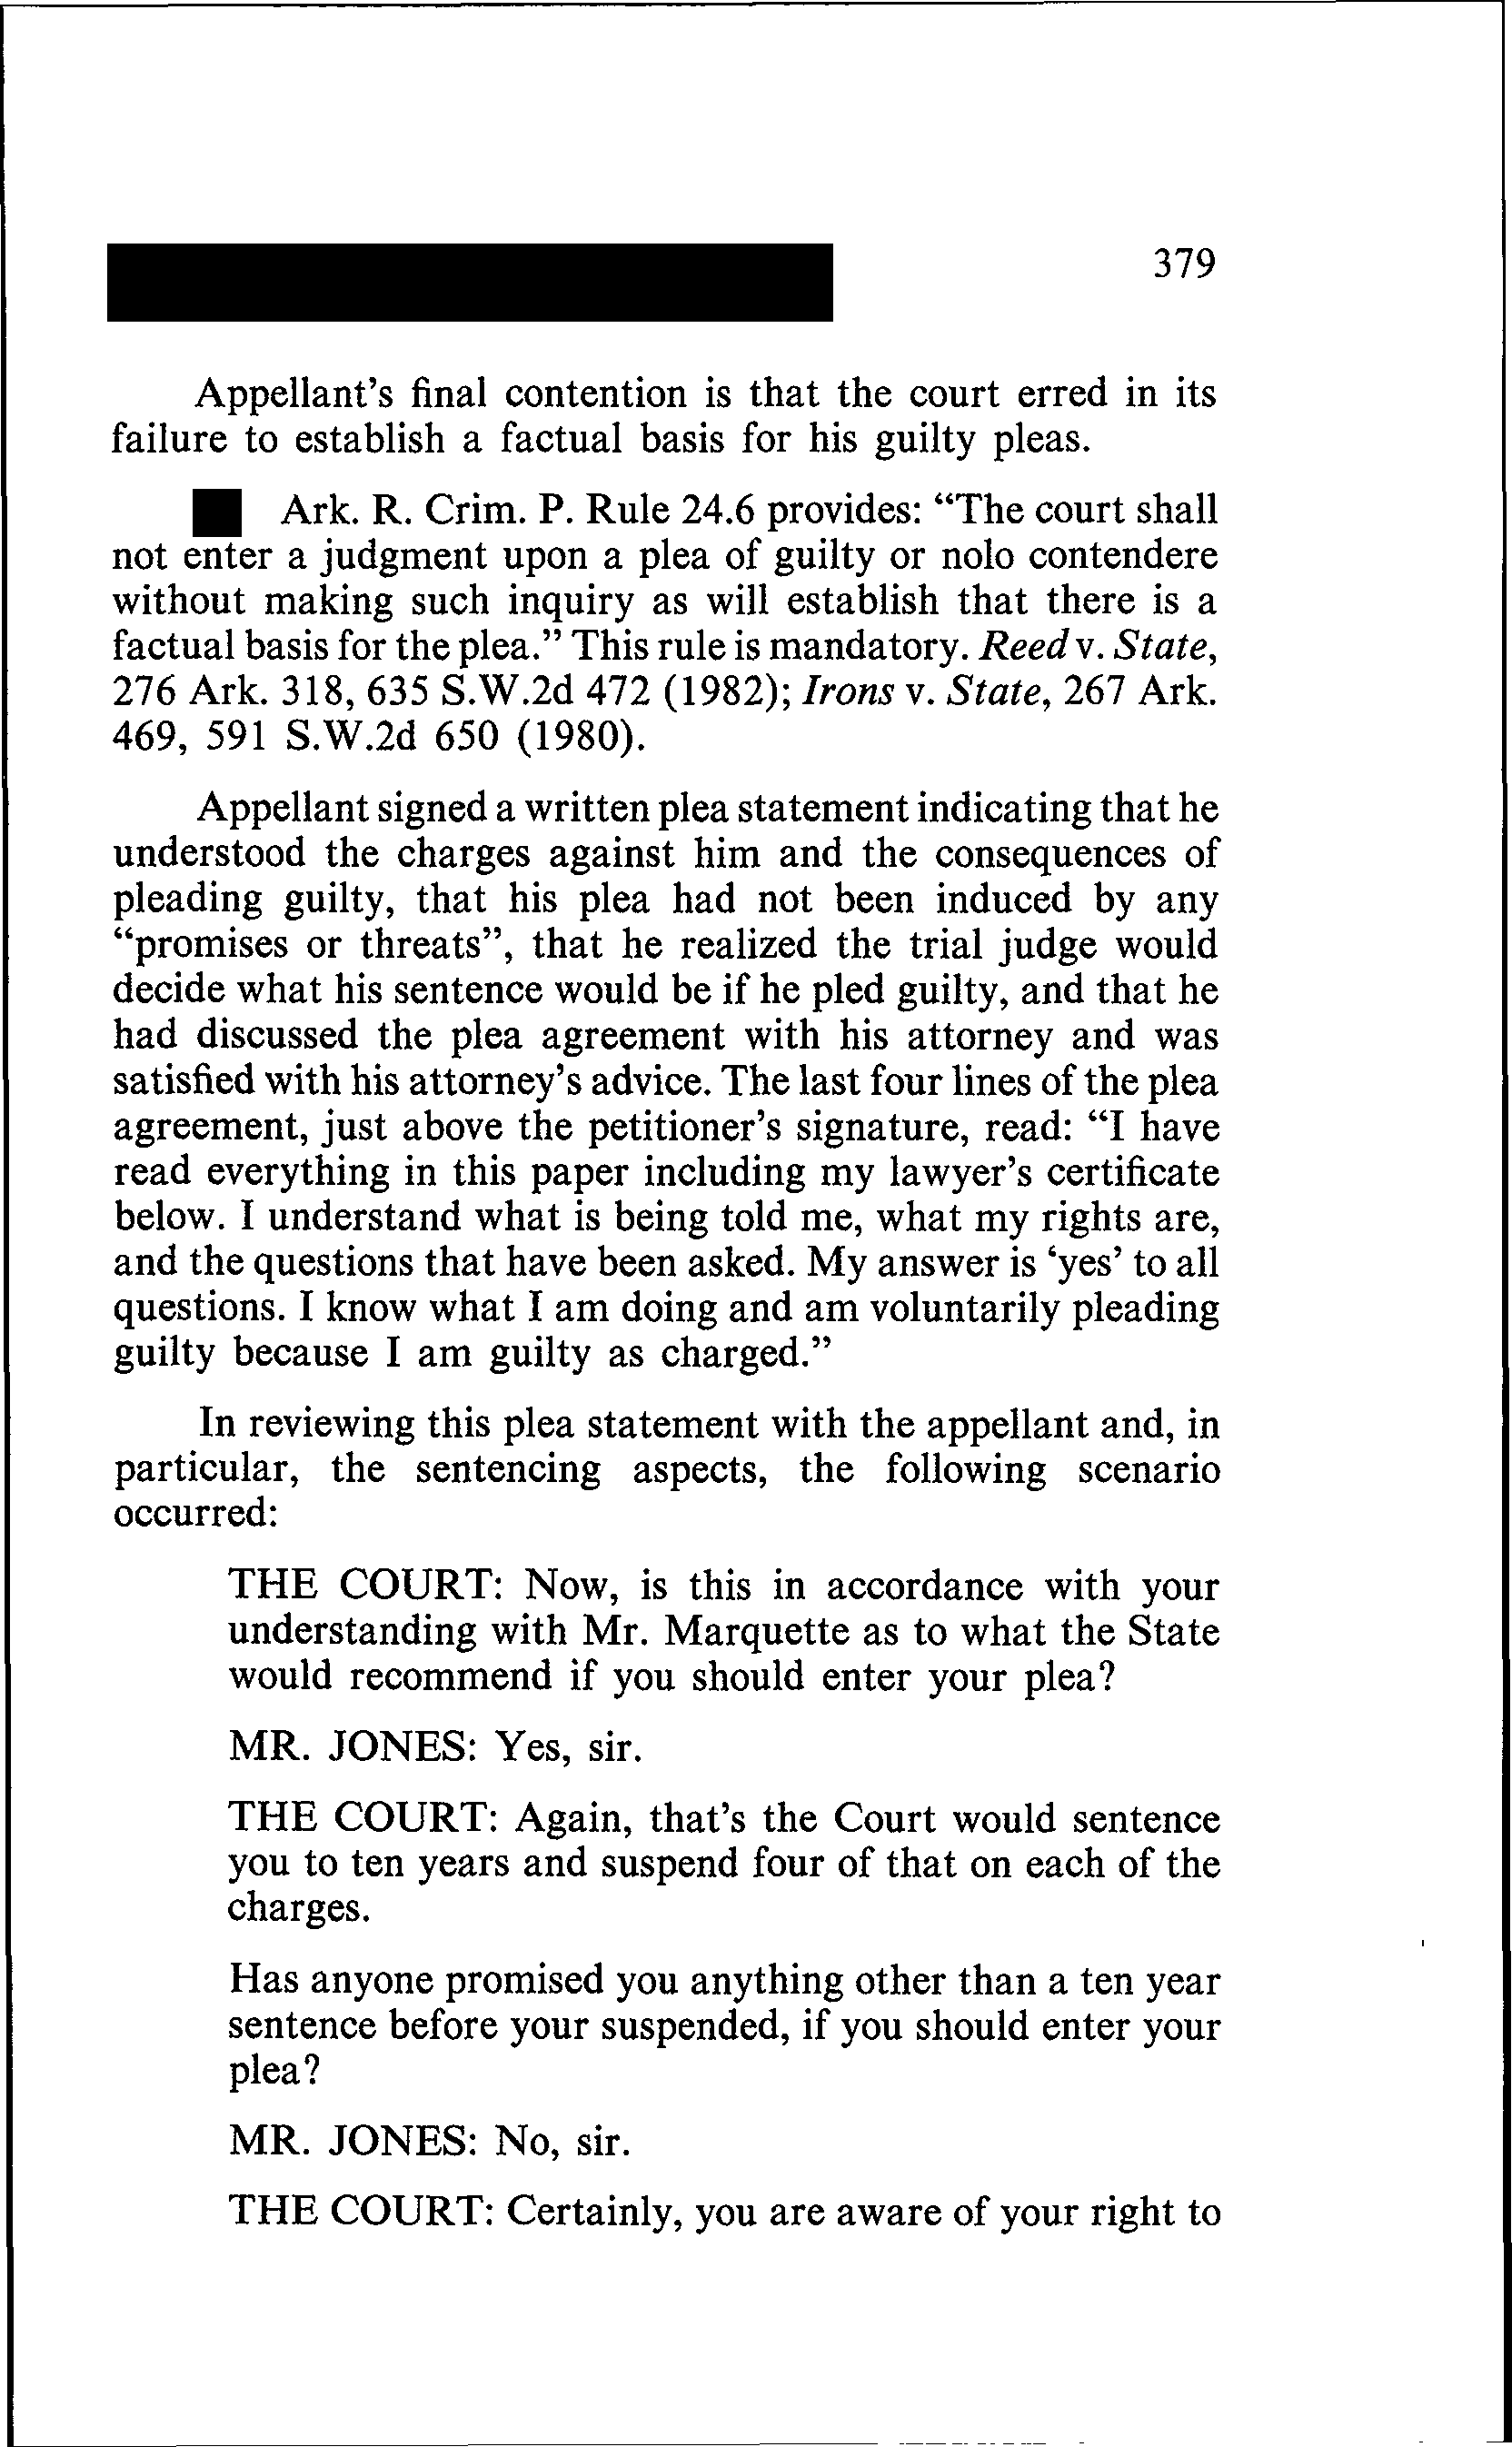 379
Appellant's final contention is that the court erred in its
failure to establish a factual basis for his guilty pleas.
Ark. R. Crim. P. Rule 24.6 provides: “The court shall
not enter a judgment upon a plea of guilty or nolo contendere
without making such inquiry as will establish that there is a
factual basis for the plea.” This rule is mandatory. Reed v. State,
276 Ark. 318, 635 S.W.2d 472 (1982); Irons v. State, 267 Ark.
469, 591 S.W.2d 650 (1980).
Appellant signed a written plea statement indicating that he
understood the charges against him and the consequences of
pleading guilty, that his plea had not been induced by any
“promises or threats”, that he realized the trial judge would
decide what his sentence would be if he pled guilty, and that he
had discussed the plea agreement with his attorney and was
satisfied with his attorney's advice. The last four lines of the plea
agreement, just above the petitioner's signature, read: “I have
read everything in this paper including my lawyer's certificate
below. I understand what is being told me, what my rights are,
and the questions that have been asked. My answer is ‘yes’ to all
questions. I know what I am doing and am voluntarily pleading
guilty because I am guilty as charged.”
In reviewing this plea statement with the appellant and, in
particular, the sentencing aspects, the following scenario
occurred:
THE COURT: Now, is this in accordance with your
understanding with Mr. Marquette as to what the State
would recommend if you should enter your plea?
MR. JONES: Yes, sir.
THE COURT: Again, that's the Court would sentence
you to ten years and suspend four of that on each of the
charges.
Has anyone promised you anything other than a ten year
sentence before your suspended, if you should enter your
plea?
MR. JONES: No, sir.
THE COURT: Certainly, you are aware of your right to